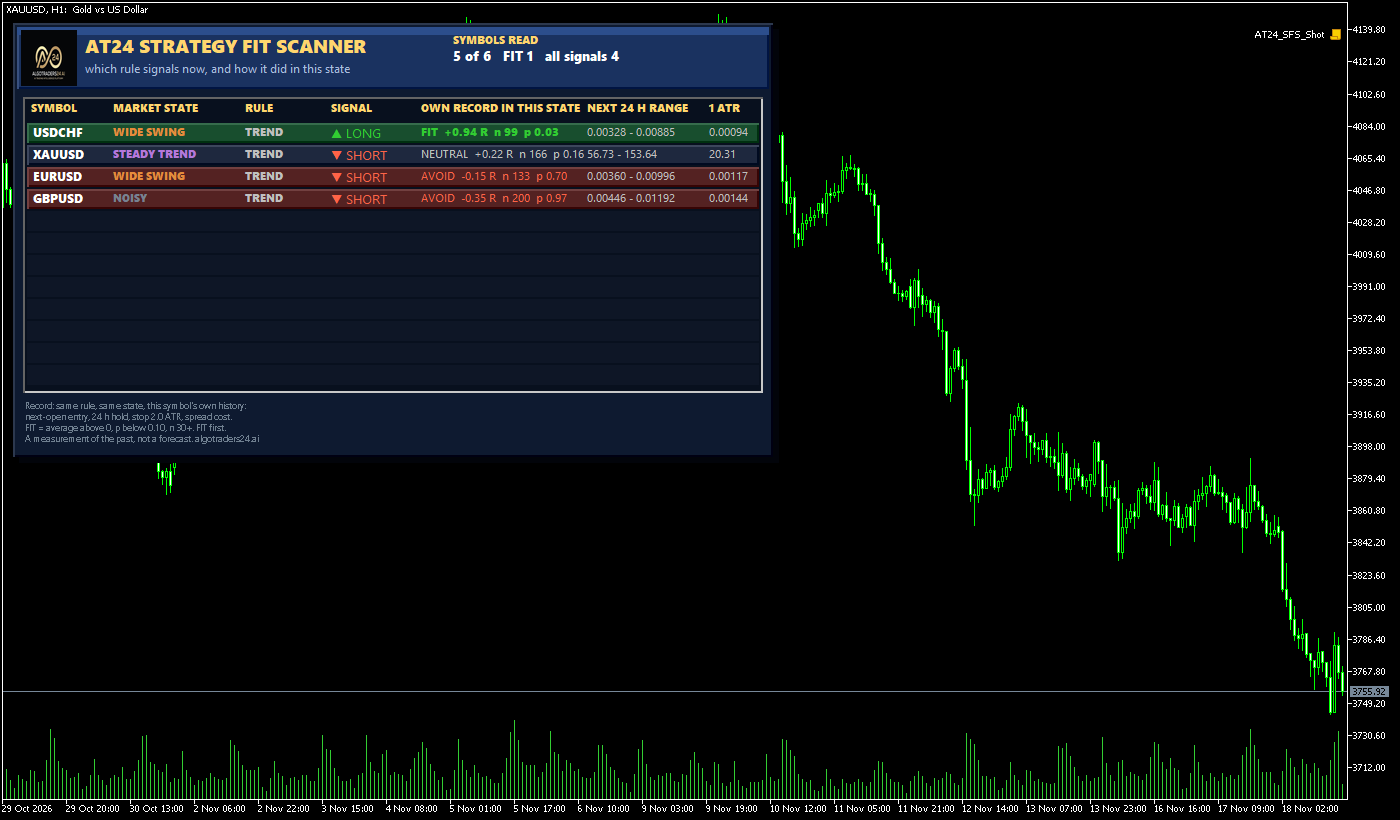 XAUUSD, H1: Gold vs US Dollar
AT24_SFS_Shot
24
ALGOTRADERS24.AI
AT24 STRATEGY FIT SCANNER
which rule signals now, and how it did in this state
SYMBOLS READ
5 of 6 FIT 1 all signals 4
SYMBOL MARKET STATE RULE SIGNAL OWN RECORD IN THIS STATE NEXT 24 H RANGE 1 ATR
USDCHF WIDE SWING TREND ▲ LONG FIT +0.94 R n 99 p 0.03 0.00328 - 0.00885 0.00094
XAUUSD STEADY TREND TREND ▼ SHORT NEUTRAL +0.22 R n 166 p 0.16 56.73 - 153.64 20.31
EURUSD WIDE SWING TREND ▼ SHORT AVOID -0.15 R n 133 p 0.70 0.00360 - 0.00996 0.00117
GBPUSD NOISY TREND ▼ SHORT AVOID -0.35 R n 200 p 0.97 0.00446 - 0.01192 0.00144
Record: same rule, same state, this symbol's own history:
next-open entry, 24 h hold, stop 2.0 ATR, spread cost.
FIT = average above 0, p below 0.10, n 30+. FIT first.
A measurement of the past, not a forecast. algotraders24.ai
4139.80
4121.20
4102.60
4084.00
4065.40
4046.80
4028.20
4009.60
3991.00
3972.40
3953.80
3935.20
3916.60
3898.00
3879.40
3860.80
3842.20
3823.60
3805.00
3786.40
3767.80
3755.92
3749.20
3730.60
3712.00
29 Oct 2026 29 Oct 20:00 30 Oct 13:00 2 Nov 06:00 2 Nov 22:00 3 Nov 15:00 4 Nov 08:00 5 Nov 01:00 5 Nov 17:00 6 Nov 10:00 9 Nov 03:00 9 Nov 19:00 10 Nov 12:00 11 Nov 05:00 11 Nov 21:00 12 Nov 14:00 13 Nov 07:00 13 Nov 23:00 16 Nov 16:00 17 Nov 09:00 18 Nov 02:00